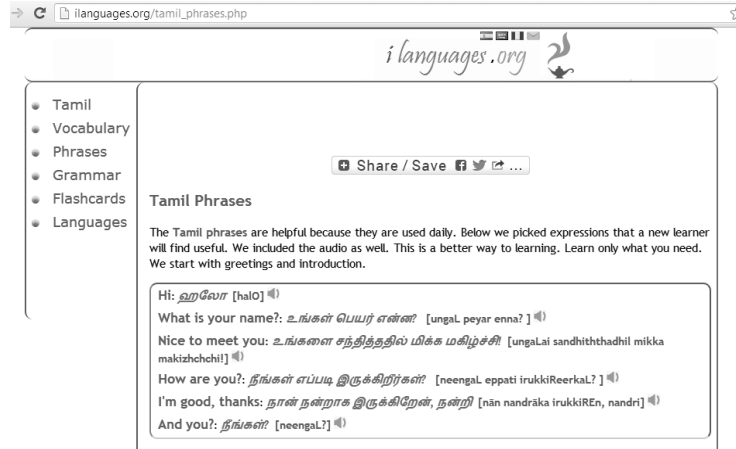 ilanguages.org/tamil_phrases.php
i languages.org
Tamil
Vocabulary
Phrases
Grammar
Flashcards
Languages
Share / Save ...
Tamil Phrases
The Tamil phrases are helpful because they are used daily. Below we picked expressions that a new learner
will find useful. We included the audio as well. This is a better way to learning. Learn only what you need.
We start with greetings and introduction.
Hi: ஹலோ [halO]
What is your name?: உங்கள் பெயர் என்ன? [ungaL peyar enna? ]
Nice to meet you: உங்களை சந்தித்ததில் மிக்க மகிழ்ச்சி! [ungaLai sandhiththadhil mikka
makizhchchi!]
How are you?: நீங்கள் எப்படி இருக்கிறீர்கள்? [neengaL eppati irukkiReerkaL? ]
I'm good, thanks: நான் நன்றாக இருக்கிறேன், நன்றி [nān nandrāka irukkiREn, nandri]
And you?: நீங்கள்? [neengaL?]